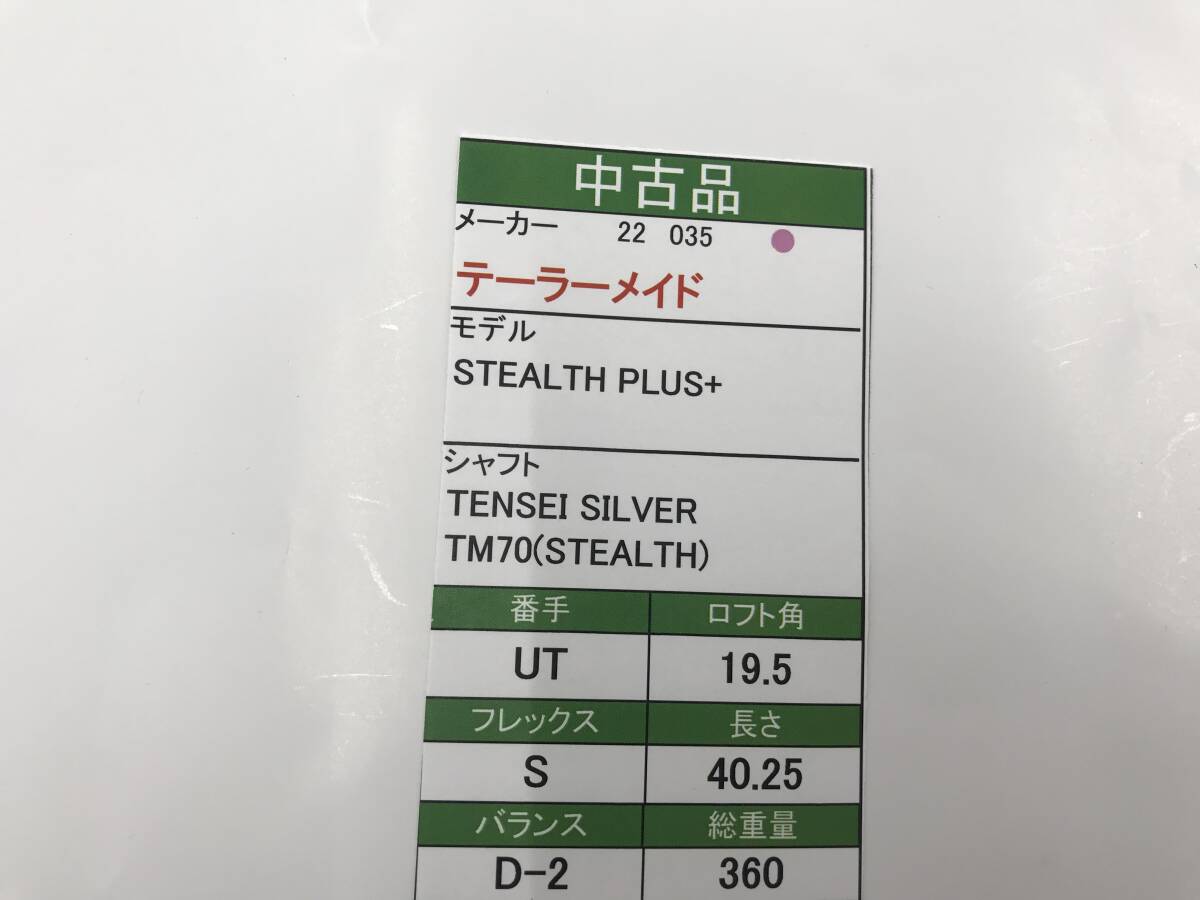 中古品
メーカー 22 035
テーラーメイド
モデル
STEALTH PLUS+
シャフト
TENSEI SILVER
TM70(STEALTH)
番手 ロフト角
UT 19.5
フレックス 長さ
S 40.25
バランス 総重量
D-2 360